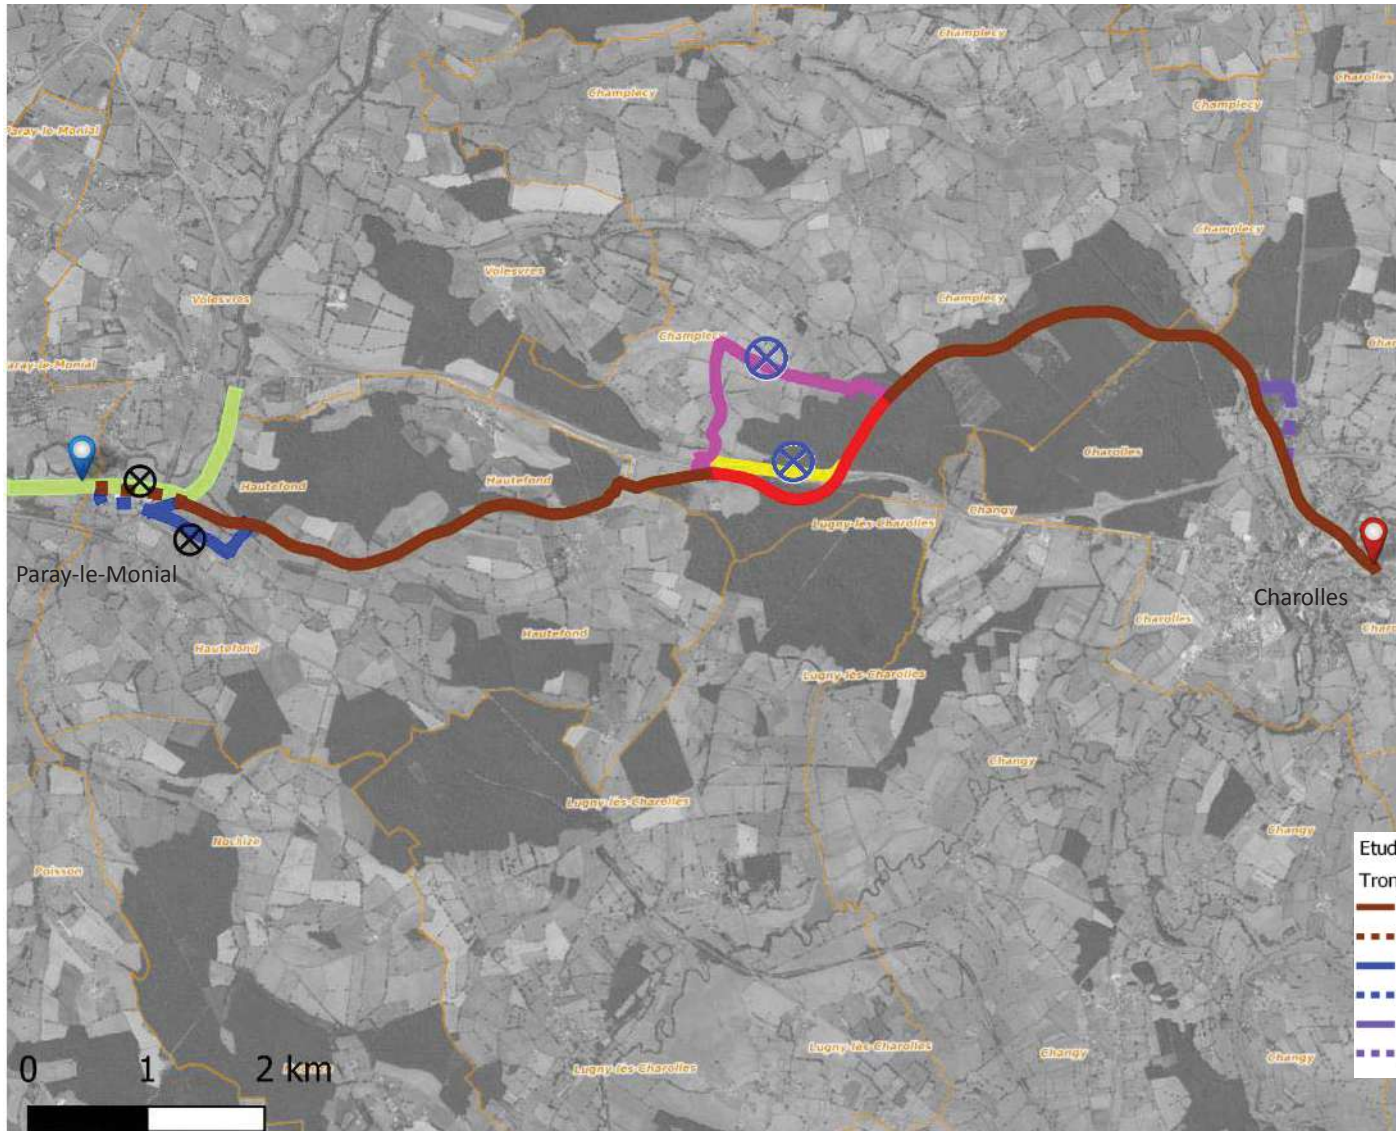 Champlecy
Charolles
Champlecy
Champlecy
Paray-le-Monial
Champlecy
Volesvres
Volesvres
Champlecy
Champlecy
Paray-le-Monial
Charolles
Hautefond
Hautefond
Changy
Lugny-lès-Charolles
Paray-le-Monial
Charolles
Charolles
Hautefond
Hautefond
Lugny-lès-Charolles
Changy
Lugny-lès-Charolles
Changy
Nochize
Etud
Poisson
Tron
Lugny-lès-Charolles
Changy
Changy
Lugny-lès-Charolles
0 1 2 km